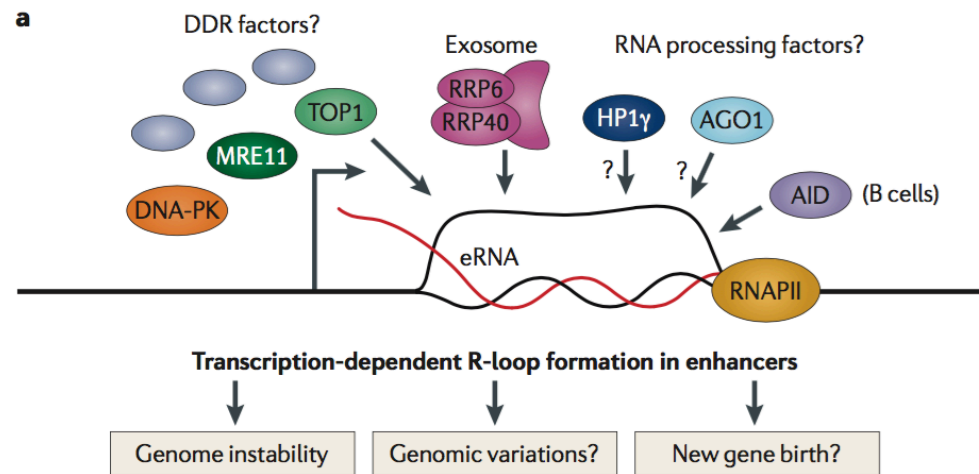 a
DDR factors?
Exosome
RNA processing factors?
TOP1
RRP6
RRP40
HP1γ
AGO1
MRE11
?
?
DNA-PK
AID
(B cells)
eRNA
RNAPII
Transcription-dependent R-loop formation in enhancers
Genome instability
Genomic variations?
New gene birth?